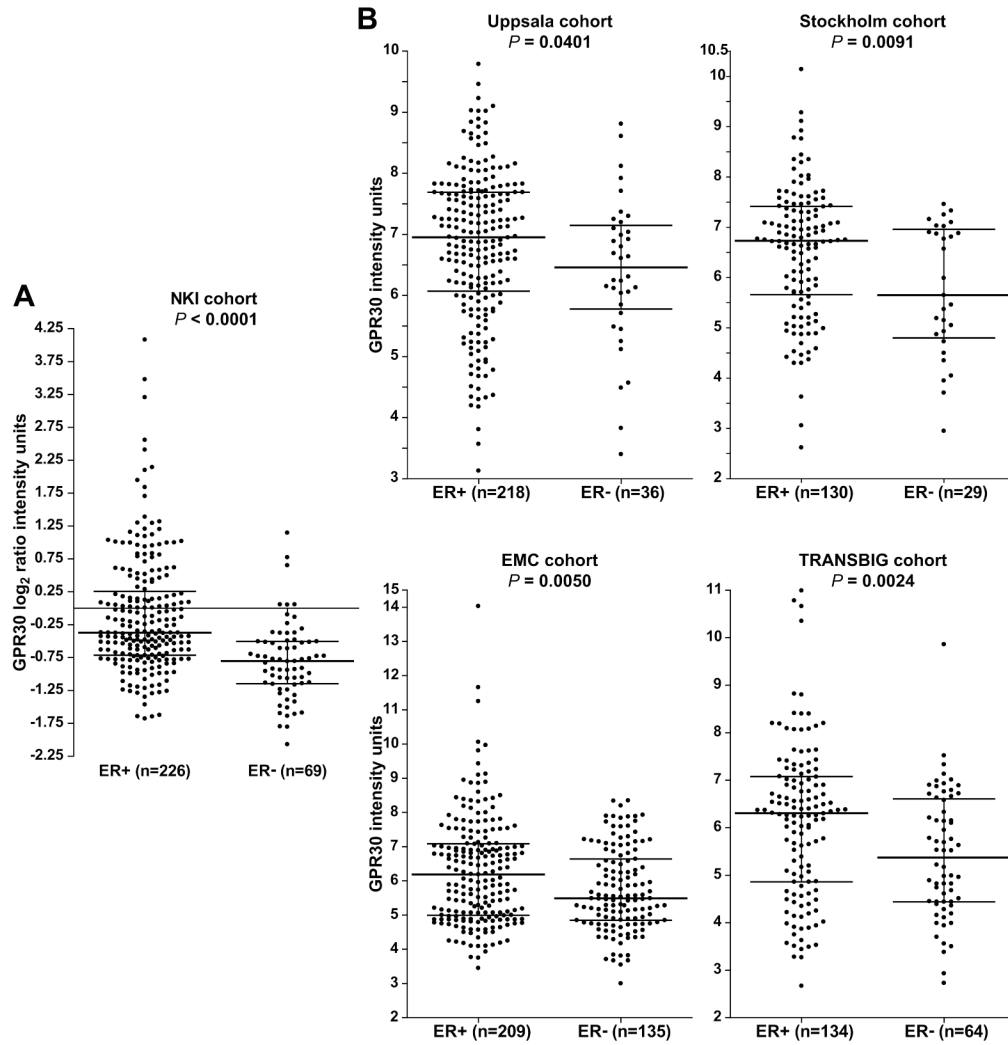 A
NKI cohort
P < 0.0001
GPR30 log2 ratio intensity units
4.25
3.75
3.25
2.75
2.25
1.75
1.25
0.75
0.25
-0.25
-0.75
-1.25
-1.75
-2.25
ER+ (n=226)
ER- (n=69)
B
Uppsala cohort
P = 0.0401
GPR30 intensity units
10
9
8
7
6
5
4
3
ER+ (n=218)
ER- (n=36)
Stockholm cohort
P = 0.0091
10.5
10
9
8
7
6
5
4
3
2
ER+ (n=130)
ER- (n=29)
EMC cohort
P = 0.0050
GPR30 intensity units
15
14
13
12
11
10
9
8
7
6
5
4
3
2
ER+ (n=209)
ER- (n=135)
TRANSBIG cohort
P = 0.0024
11
10
9
8
7
6
5
4
3
2
ER+ (n=134)
ER- (n=64)